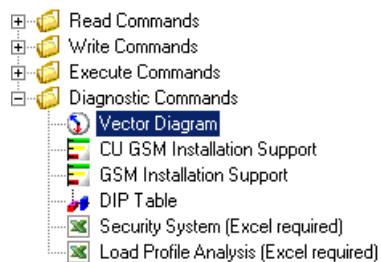 Read Commands
Write Commands
Execute Commands
Diagnostic Commands
Vector Diagram
CU GSM Installation Support
GSM Installation Support
DIP Table
Security System (Excel required)
Load Profile Analysis (Excel required)